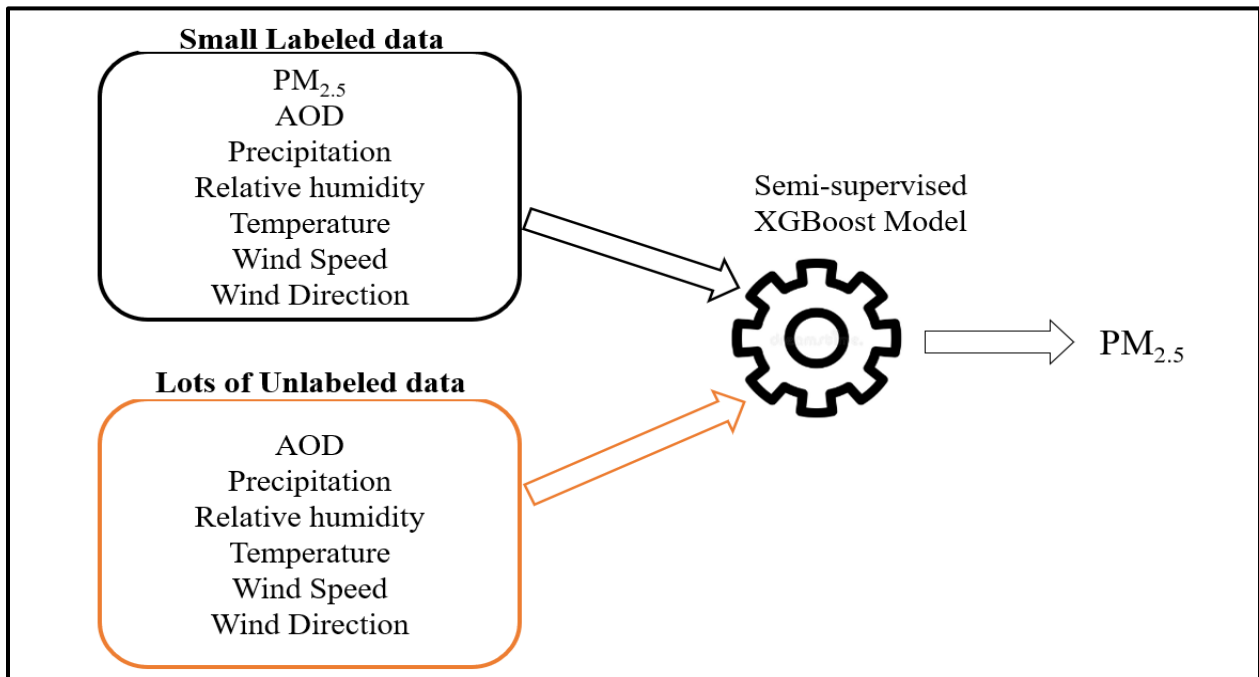 Small Labeled data
PM₂.₅
AOD
Precipitation
Relative humidity
Temperature
Wind Speed
Wind Direction
Semi-supervised
XGBoost Model
PM₂.₅
Lots of Unlabeled data
AOD
Precipitation
Relative humidity
Temperature
Wind Speed
Wind Direction